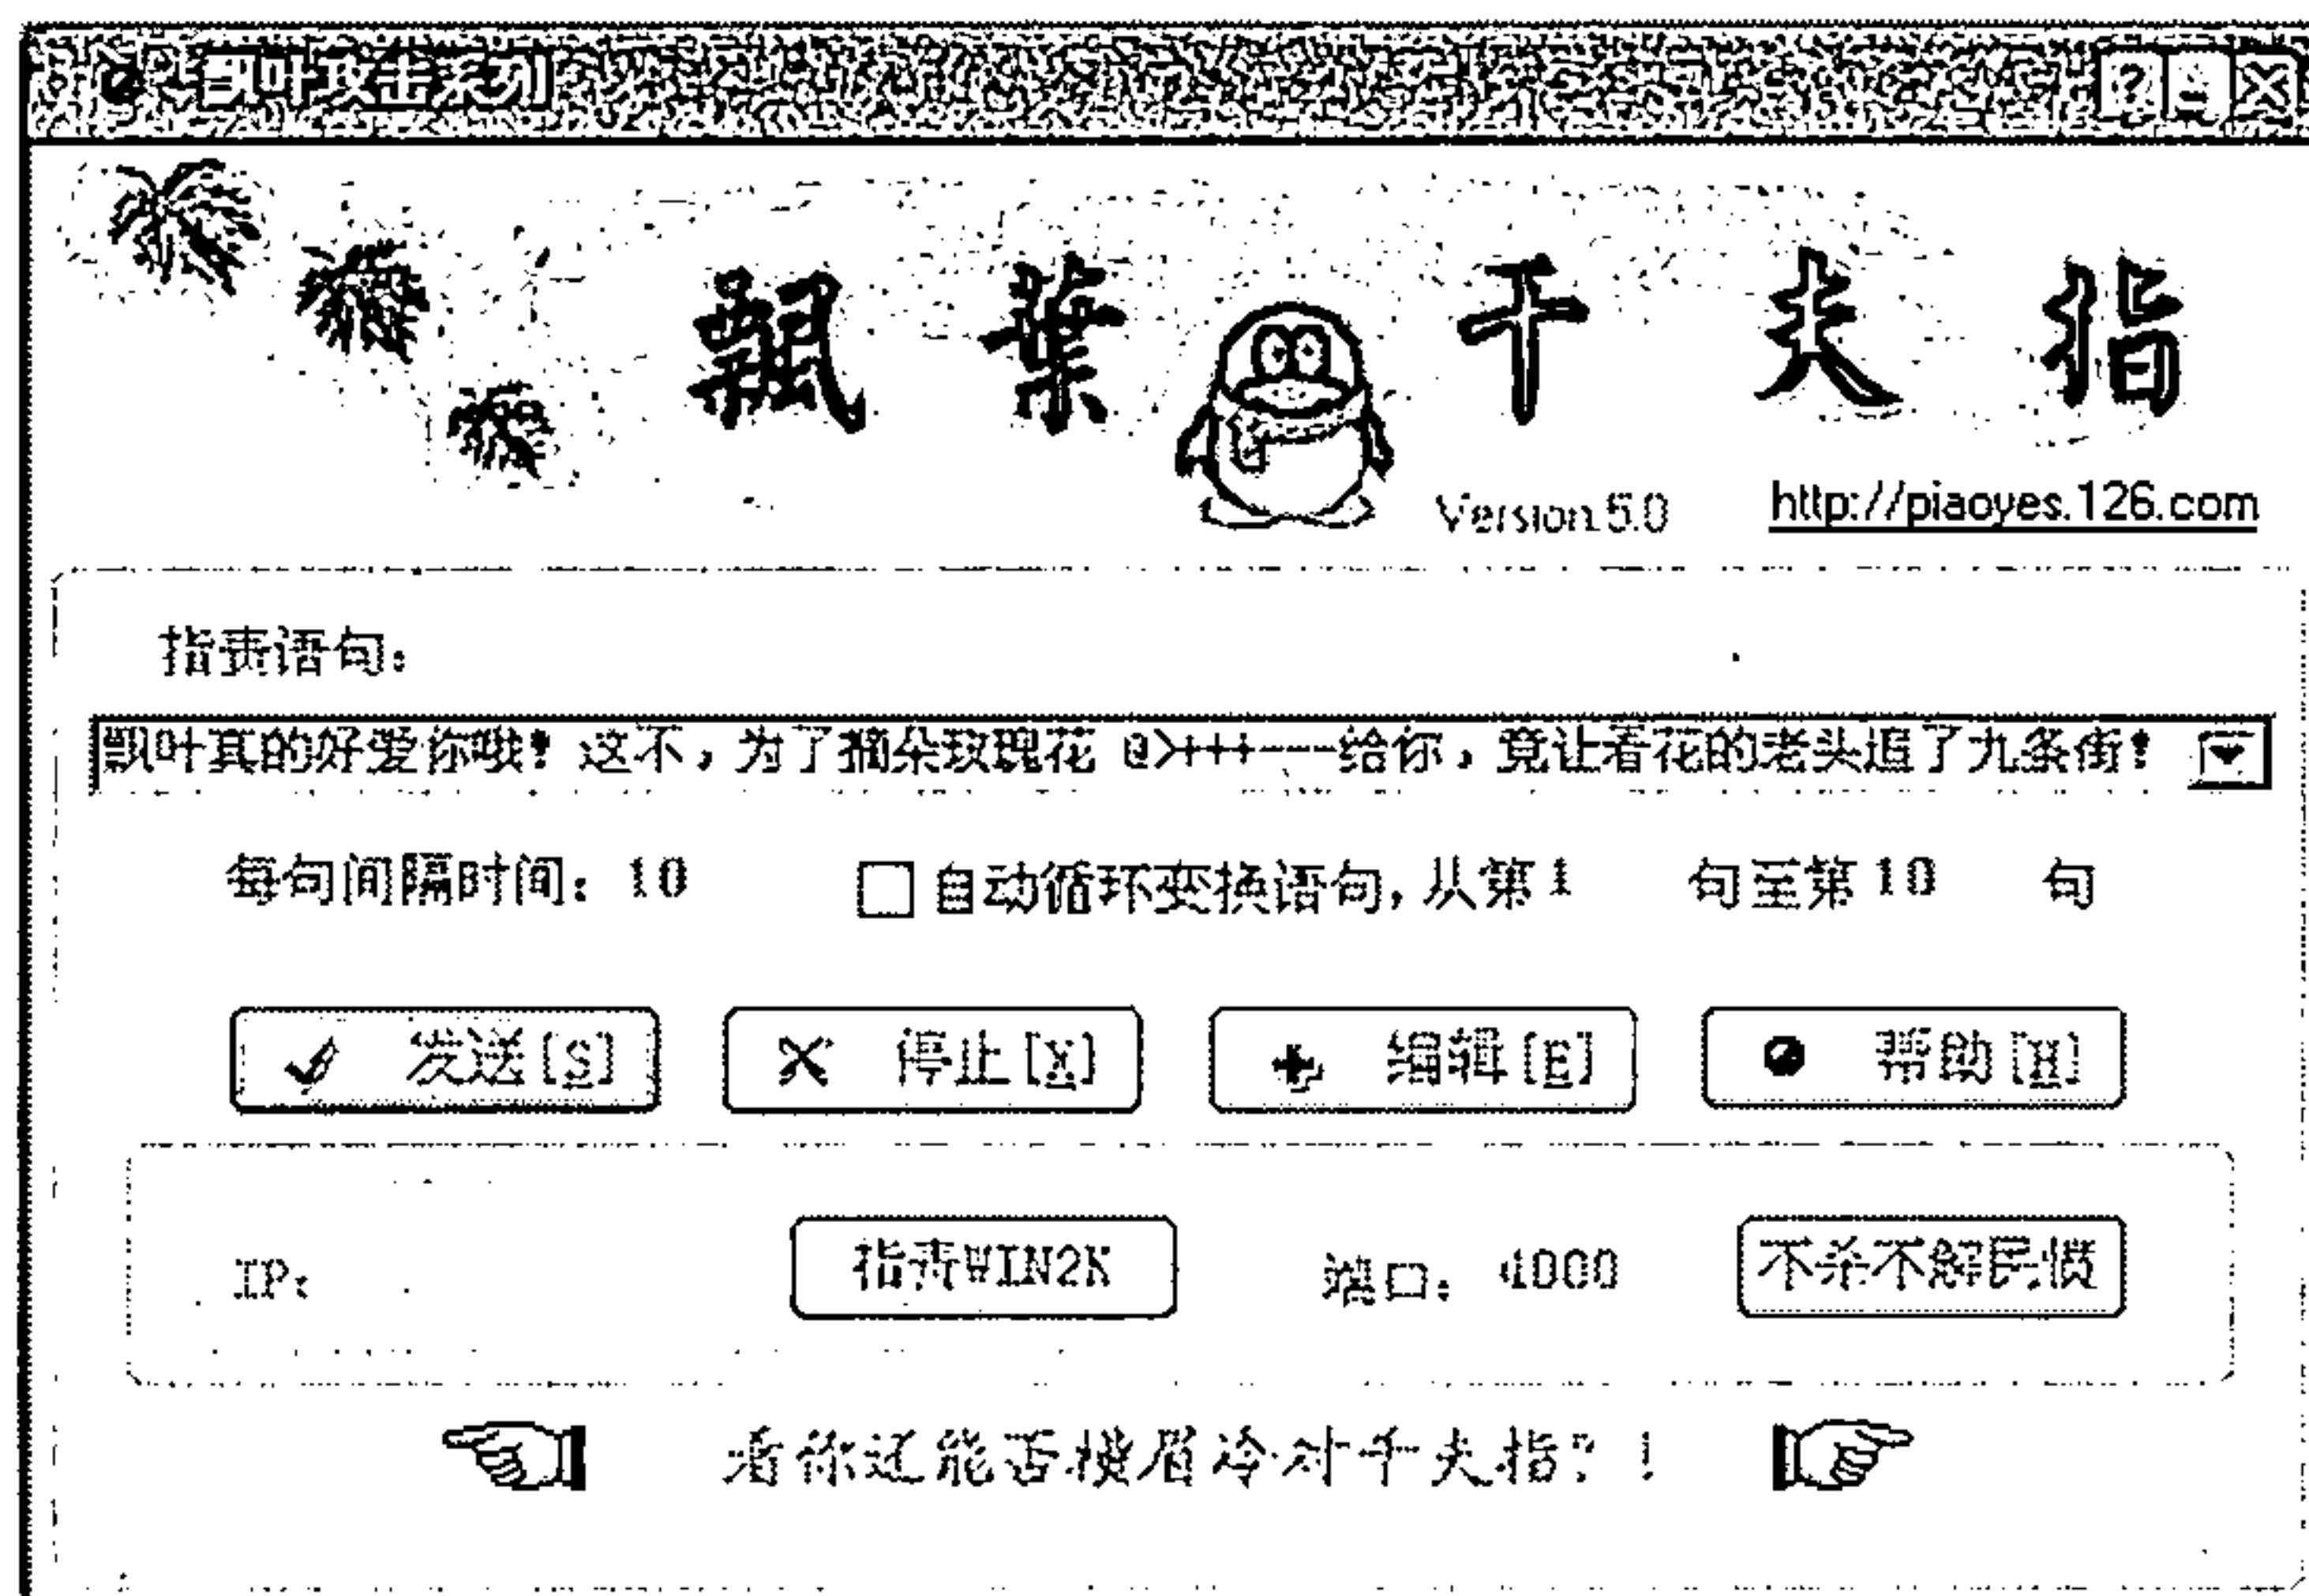 飘叶攻击系列
飄葉千夫指
Version 5.0 http://piaoyes.126.com
指责语句:
飘叶真的好爱你哦! 这不,为了摘朵玫瑰花 @>+++---给你,竟让看花的老头追了九条街!
每句间隔时间: 10 自动循环变换语句,从第1 句至第10 句
发送[S] 停止[X] 编辑[E] 帮助[H]
IP: 指责WIN2K 端口: 4000 不杀不解民愤
看你还能否横眉冷对千夫指?!